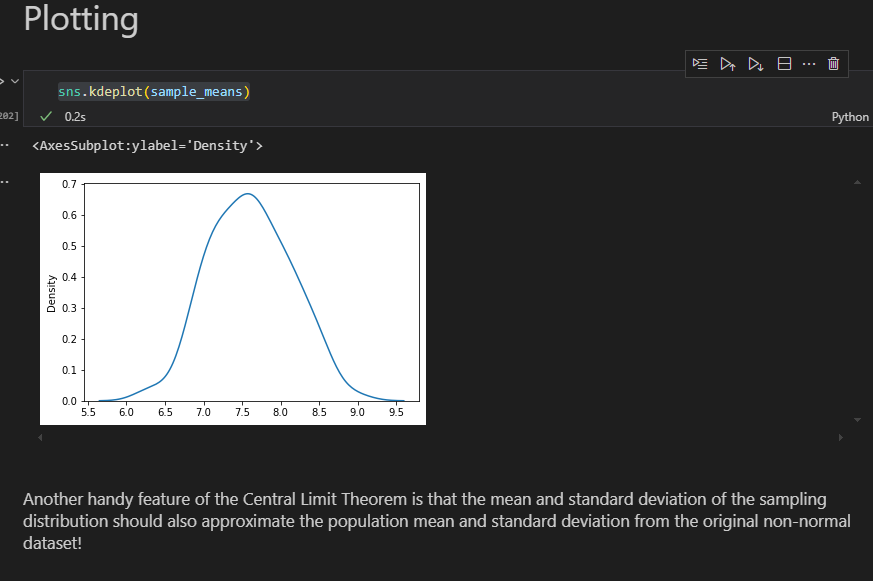 Plotting
sns.kdeplot(sample_means)
202]
0.2s
Python
<AxesSubplot:ylabel='Density'>
0.7
0.6
0.5
0.4
0.3
0.2
0.1
0.0
Density
5.5 6.0 6.5 7.0 7.5 8.0 8.5 9.0 9.5
Another handy feature of the Central Limit Theorem is that the mean and standard deviation of the sampling
distribution should also approximate the population mean and standard deviation from the original non-normal
dataset!